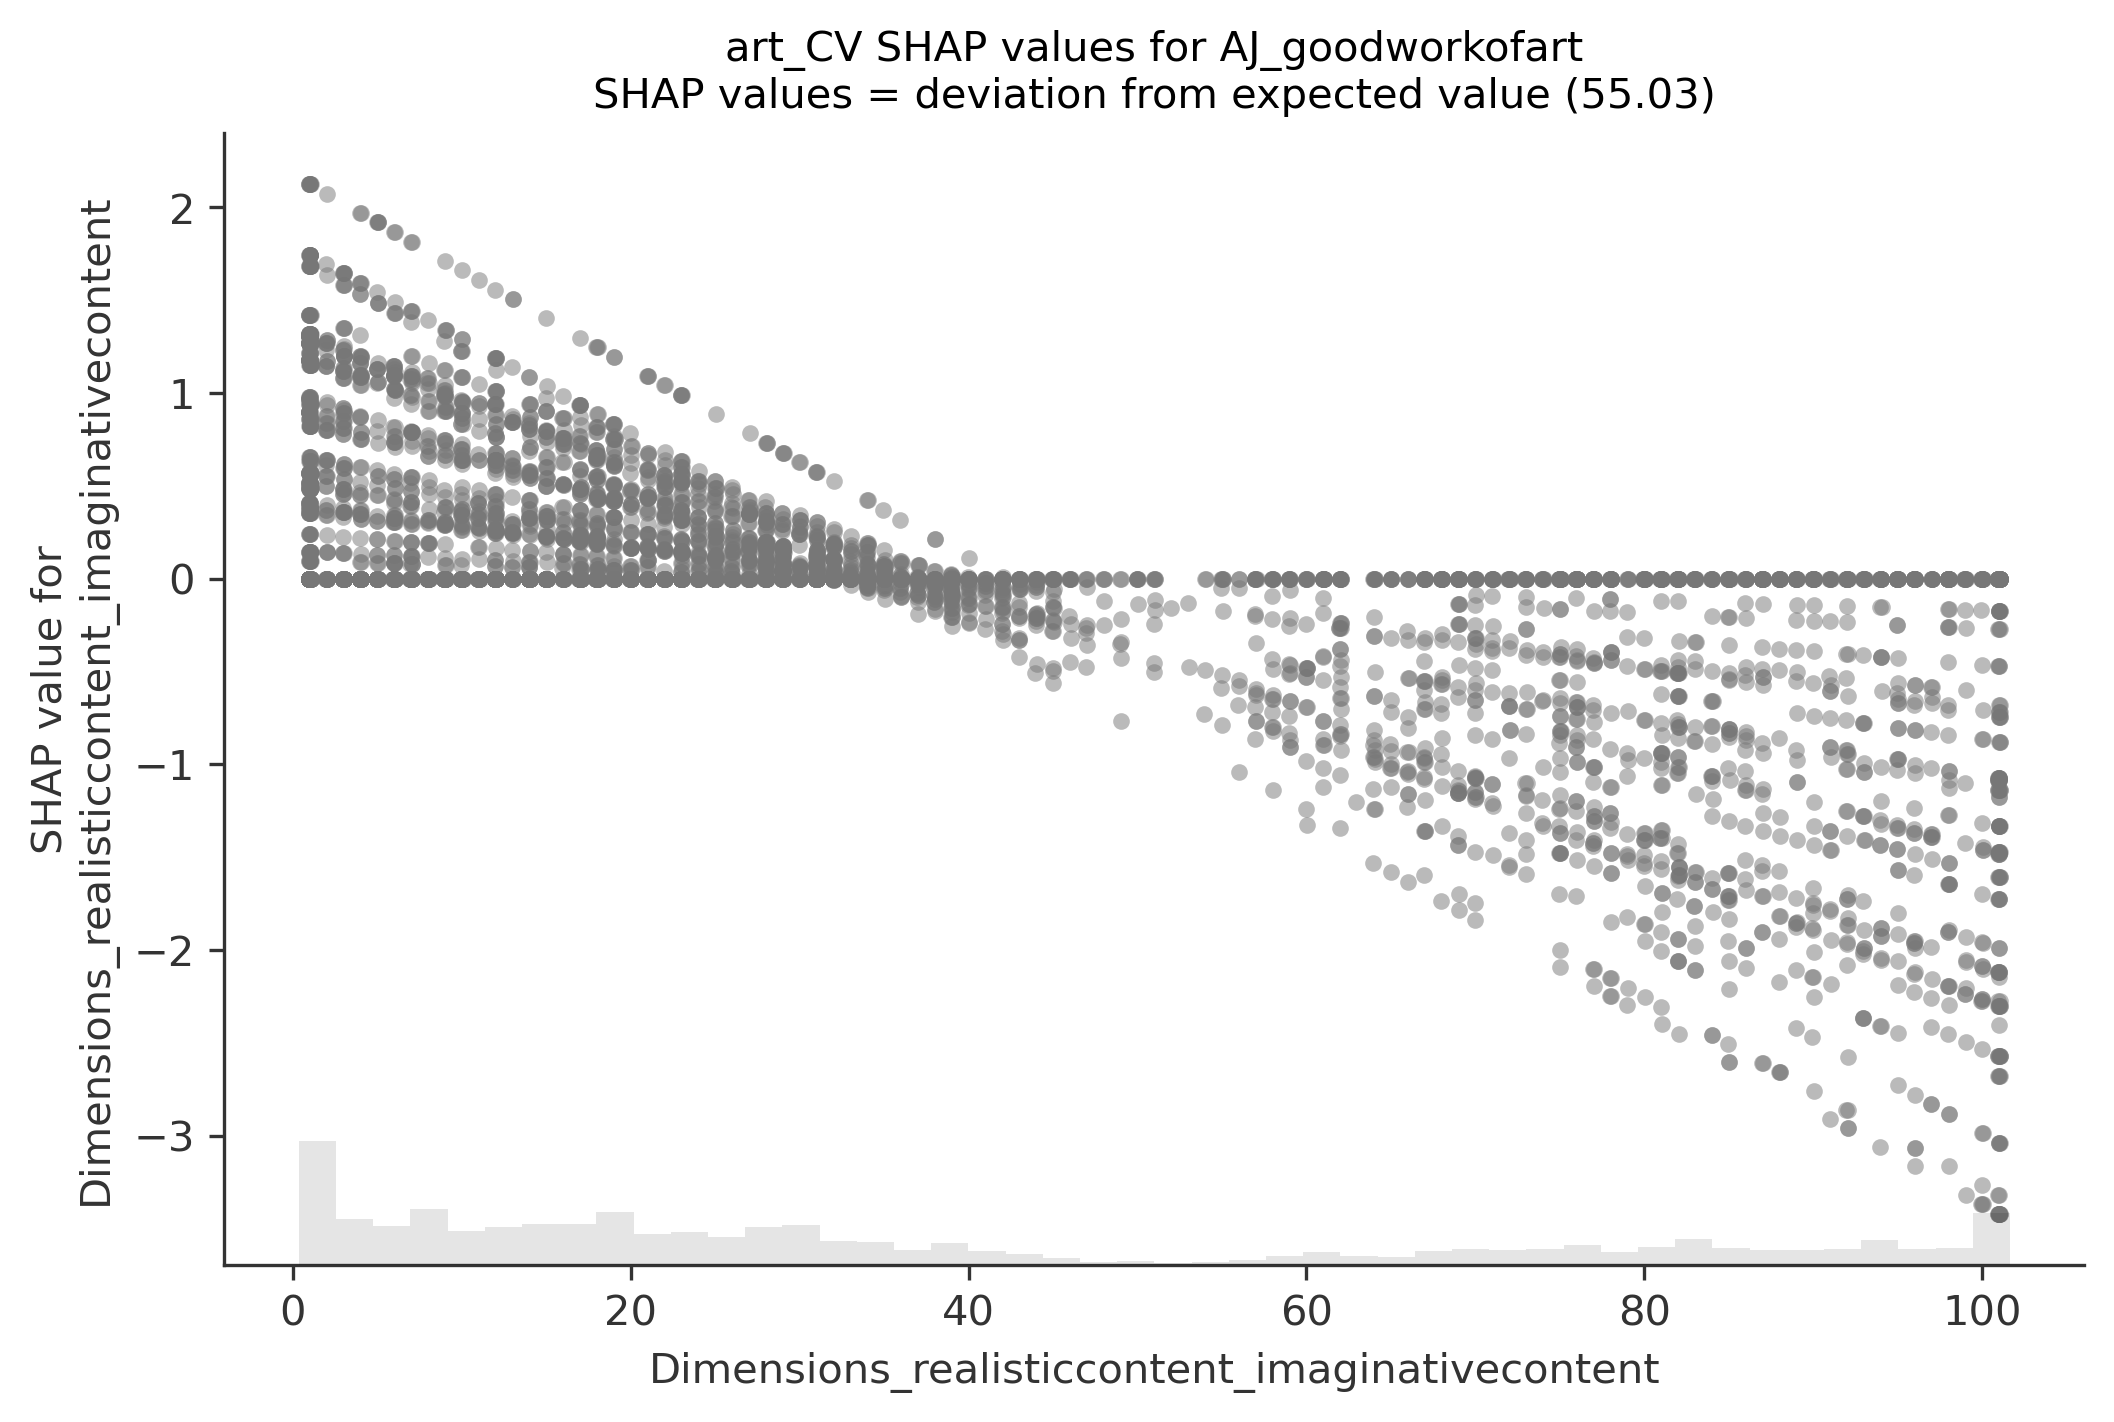 art_CV SHAP values for AJ_goodworkofart
SHAP values = deviation from expected value (55.03)
SHAP value for
Dimensions_realisticcontent_imaginativecontent
2
1
0
−1
−2
−3
0
20
40
60
80
100
Dimensions_realisticcontent_imaginativecontent